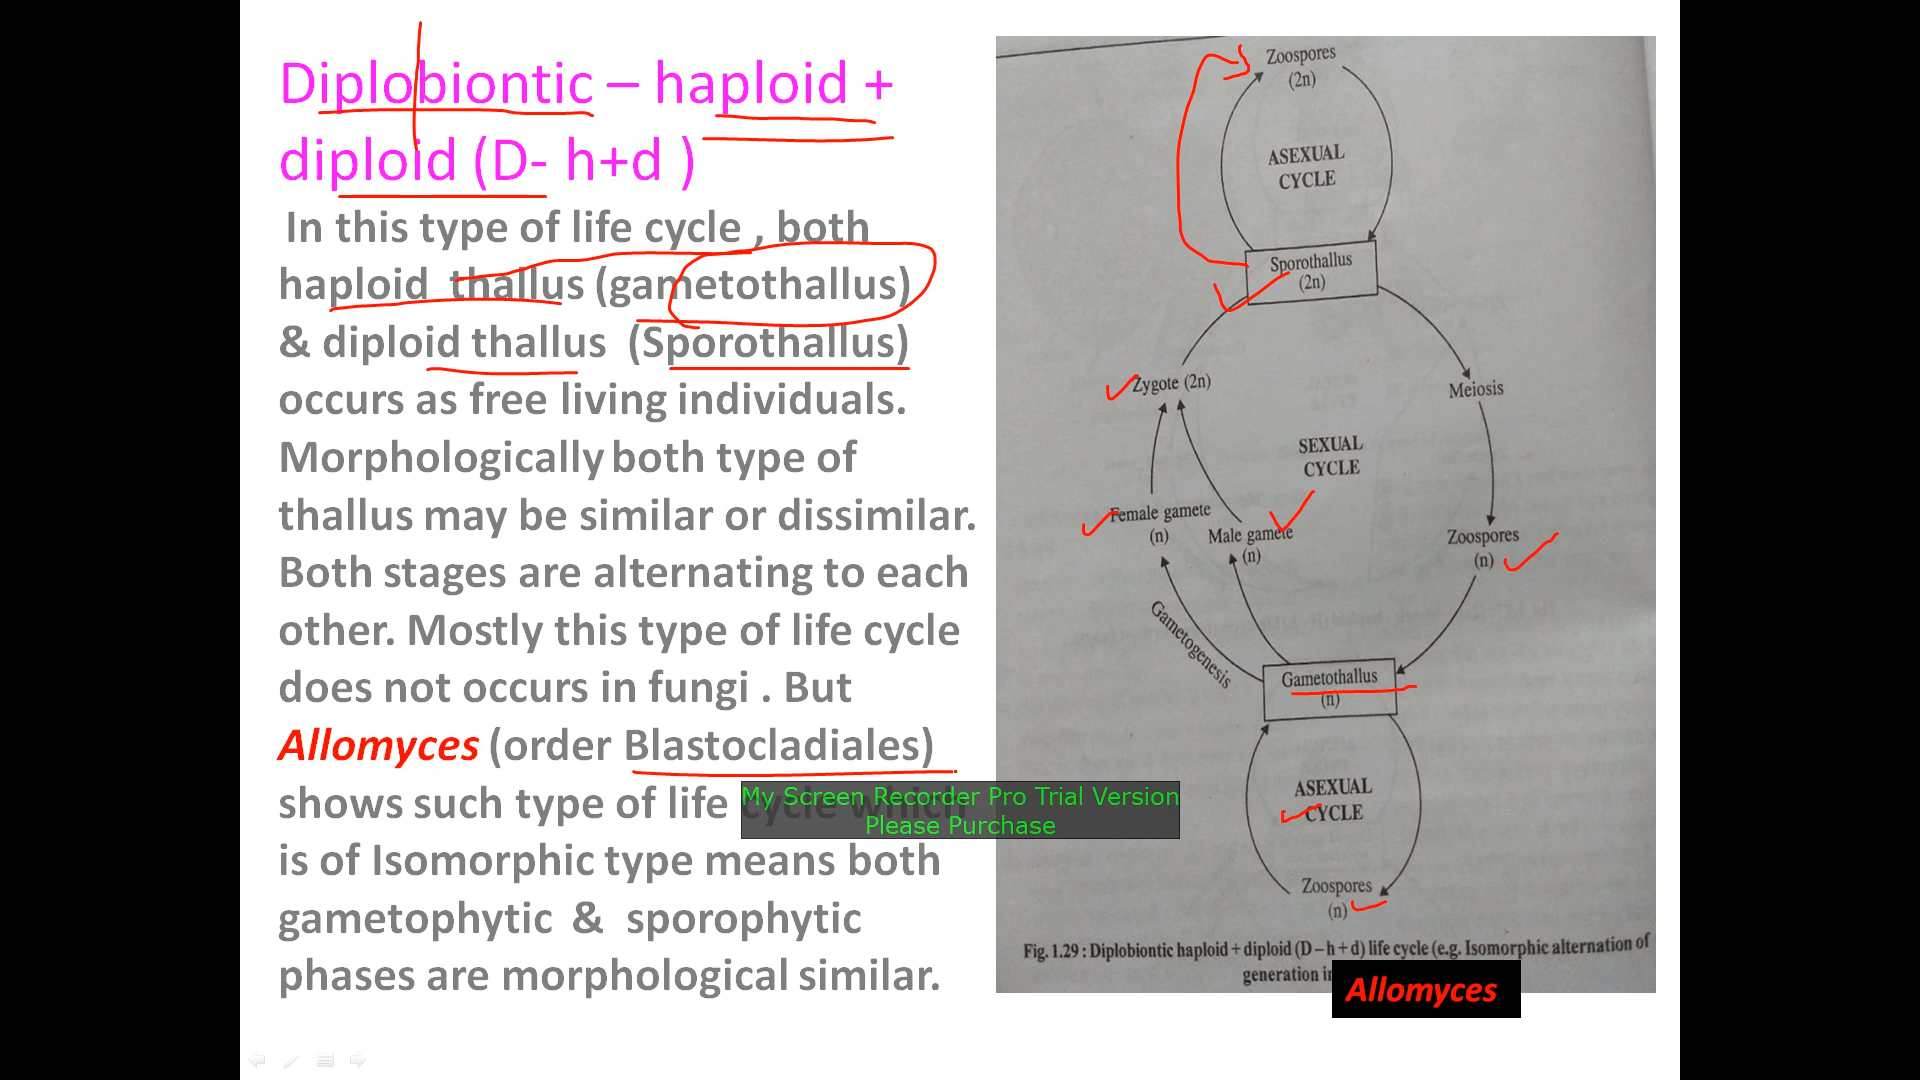 Diplobiontic – haploid +
diploid (D- h+d )
In this type of life cycle , both
haploid thallus (gametothallus)
& diploid thallus (Sporothallus)
occurs as free living individuals.
Morphologically both type of
thallus may be similar or dissimilar.
Both stages are alternating to each
other. Mostly this type of life cycle
does not occurs in fungi . But
Allomyces (order Blastocladiales)
shows such type of life cycle which
is of Isomorphic type means both
gametophytic & sporophytic
phases are morphological similar.
My Screen Recorder Pro Trial Version
Please Purchase
Zoospores
(2n)
ASEXUAL
CYCLE
Sporothallus
(2n)
Zygote (2n)
Meiosis
SEXUAL
CYCLE
Female gamete
(n)
Male gamete
(n)
Zoospores
(n)
Gametogenesis
Gametothallus
(n)
ASEXUAL
CYCLE
Zoospores
(n)
Fig. 1.29 : Diplobiontic haploid + diploid (D – h + d) life cycle (e.g. Isomorphic alternation of
generation in
Allomyces